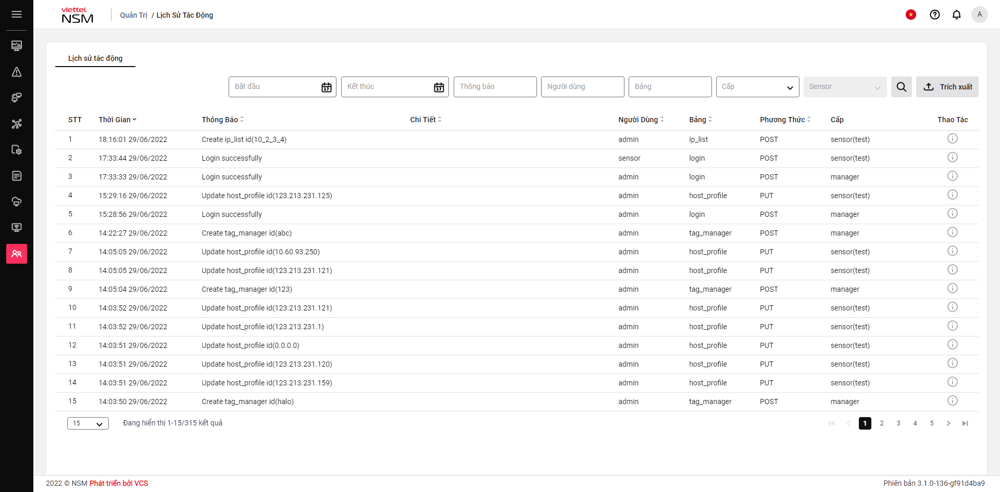 viettel
NSM
Quản Trị / Lịch Sử Tác Động
A
Lịch sử tác động
Bắt đầu
Kết thúc
Thông báo
Người dùng
Bảng
Cấp
Sensor
Trích xuất
STT Thời Gian Thông Báo Chi Tiết Người Dùng Bảng Phương Thức Cấp Thao Tác
1 18:16:01 29/06/2022 Create ip_list id(10_2_3_4) admin ip_list POST sensor(test)
2 17:33:44 29/06/2022 Login successfully sensor login POST sensor(test)
3 17:33:33 29/06/2022 Login successfully admin login POST manager
4 15:29:16 29/06/2022 Update host_profile id(123.213.231.125) admin host_profile PUT sensor(test)
5 15:28:56 29/06/2022 Login successfully admin login POST manager
6 14:22:27 29/06/2022 Create tag_manager id(abc) admin tag_manager POST manager
7 14:05:05 29/06/2022 Update host_profile id(10.60.93.250) admin host_profile PUT sensor(test)
8 14:05:05 29/06/2022 Update host_profile id(123.213.231.121) admin host_profile PUT sensor(test)
9 14:05:04 29/06/2022 Create tag_manager id(123) admin tag_manager POST manager
10 14:03:52 29/06/2022 Update host_profile id(123.213.231.121) admin host_profile PUT sensor(test)
11 14:03:52 29/06/2022 Update host_profile id(123.213.231.1) admin host_profile PUT sensor(test)
12 14:03:51 29/06/2022 Update host_profile id(0.0.0.0) admin host_profile PUT sensor(test)
13 14:03:51 29/06/2022 Update host_profile id(123.213.231.120) admin host_profile PUT sensor(test)
14 14:03:51 29/06/2022 Update host_profile id(123.213.231.159) admin host_profile PUT sensor(test)
15 14:03:50 29/06/2022 Create tag_manager id(halo) admin tag_manager POST manager
15 Đang hiển thị 1-15/315 kết quả 1 2 3 4 5
2022 © NSM Phát triển bởi VCS
Phiên bản 3.1.0-136-gf91d4ba9